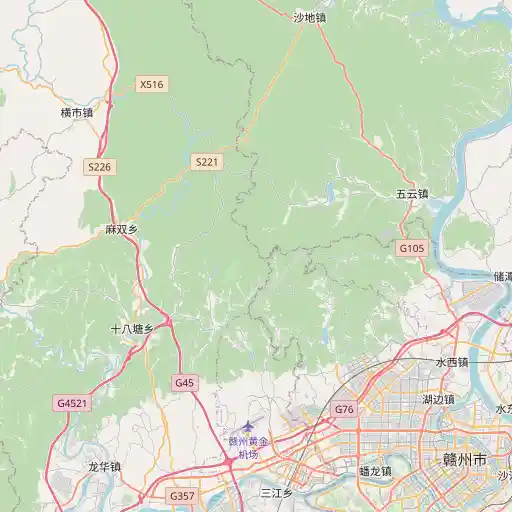 沙地镇
X516
横市镇
S221
S226
五云镇
麻双乡
G105
储潭
十八塘乡
水西镇
G45
湖边镇
G4521
G76
水东
赣州黄金
机场
赣州市
龙华镇
蟠龙镇
沙河
G357
三江乡